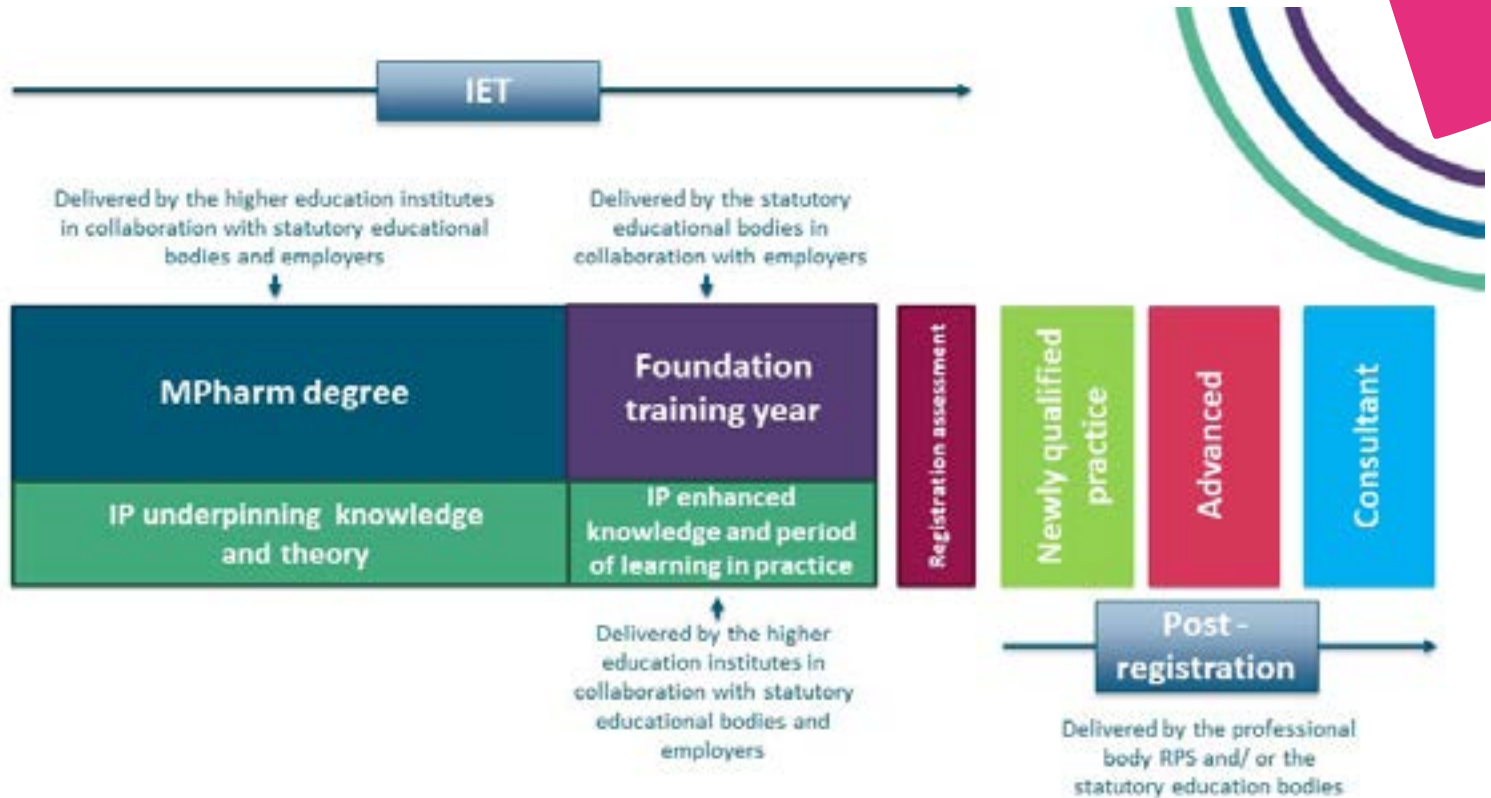 IET
Delivered by the higher education institutes
in collaboration with statutory educational
bodies and employers
Delivered by the statutory
educational bodies in
collaboration with employers
MPharm degree
Foundation
training year
IP underpinning knowledge
and theory
IP enhanced
knowledge and period
of learning in practice
Registration assessment
Newly qualified
practice
Advanced
Consultant
Delivered by the higher
education institutes in
collaboration with statutory
educational bodies and
employers
Post -
registration
Delivered by the professional
body RPS and/ or the
statutory education bodies